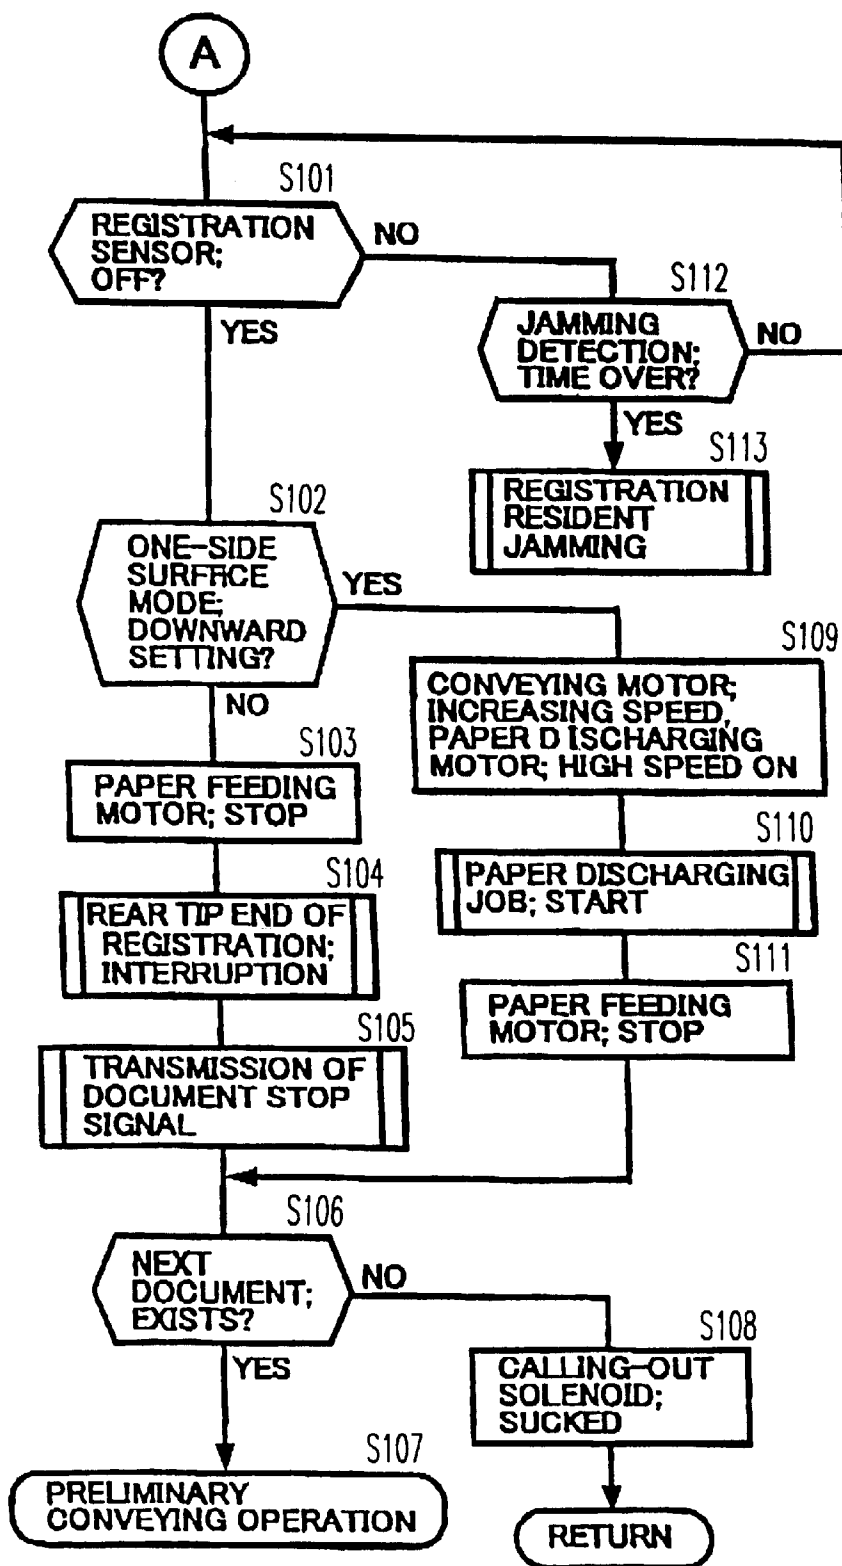 A
S101
REGISTRATION
SENSOR;
OFF?
NO
YES
S112
JAMMING
DETECTION;
TIME OVER?
NO
YES
S113
REGISTRATION
RESIDENT
JAMMING
S102
ONE-SIDE
SURFACE
MODE;
DOWNWARD
SETTING?
YES
NO
S109
CONVEYING MOTOR;
INCREASING SPEED,
PAPER D ISCHARGING
MOTOR; HIGH SPEED ON
S103
PAPER FEEDING
MOTOR; STOP
S110
PAPER DISCHARGING
JOB; START
S104
REAR TIP END OF
REGISTRATION;
INTERRUPTION
S111
PAPER FEEDING
MOTOR; STOP
S105
TRANSMISSION OF
DOCUMENT STOP
SIGNAL
S106
NEXT
DOCUMENT;
EXISTS?
NO
YES
S108
CALLING-OUT
SOLENOID;
SUCKED
S107
PRELIMINARY
CONVEYING OPERATION
RETURN